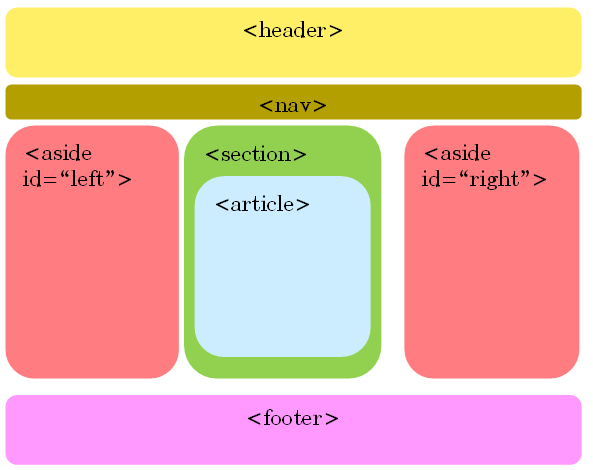 <header>
<nav>
<aside
id=“left”>
<section>
<article>
<aside
id=“right”>
<footer>